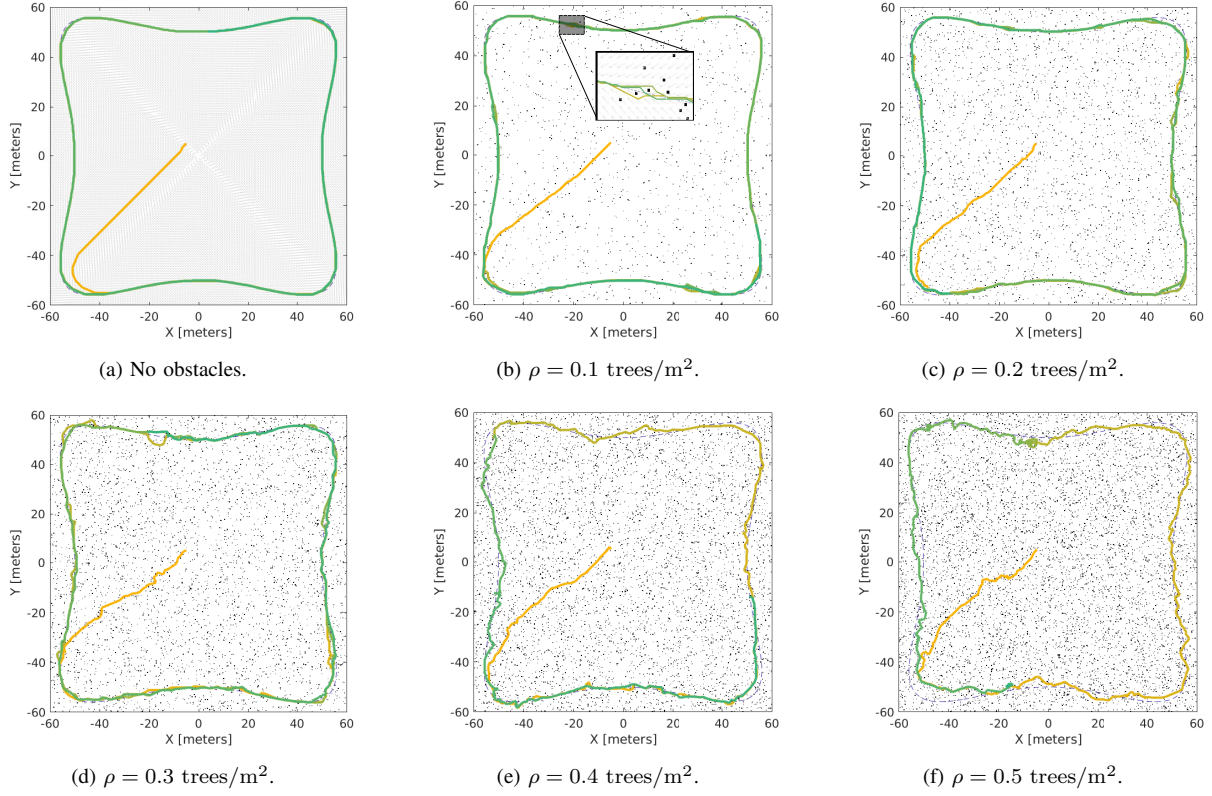 60
40
20
0
-20
-40
-60
Y [meters]
-60 -40 -20 0 20 40 60
X [meters]
(a) No obstacles.
60
40
20
0
-20
-40
-60
Y [meters]
-60 -40 -20 0 20 40 60
X [meters]
(b) ρ = 0.1 trees/m².
60
40
20
0
-20
-40
-60
Y [meters]
-60 -40 -20 0 20 40 60
X [meters]
(c) ρ = 0.2 trees/m².
60
40
20
0
-20
-40
-60
Y [meters]
-60 -40 -20 0 20 40 60
X [meters]
(d) ρ = 0.3 trees/m².
60
40
20
0
-20
-40
-60
Y [meters]
-60 -40 -20 0 20 40 60
X [meters]
(e) ρ = 0.4 trees/m².
60
40
20
0
-20
-40
-60
Y [meters]
-60 -40 -20 0 20 40 60
X [meters]
(f) ρ = 0.5 trees/m².